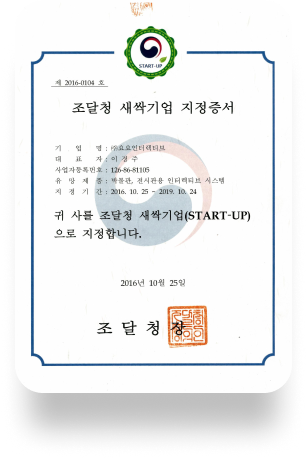 START-UP
제 2016-0104 호
조달청 새싹기업 지정증서
기 업 명 : ㈜요요인터랙티브
대 표 자 : 이 경 주
사업자등록번호 : 126-86-81105
유 망 제 품 : 박물관, 전시관용 인터랙티브 시스템
지 정 기 간 : 2016. 10. 25 ~ 2019. 10. 24
귀 사를 조달청 새싹기업(START-UP)
으로 지정합니다.
2016년 10월 25일
조 달 청 장